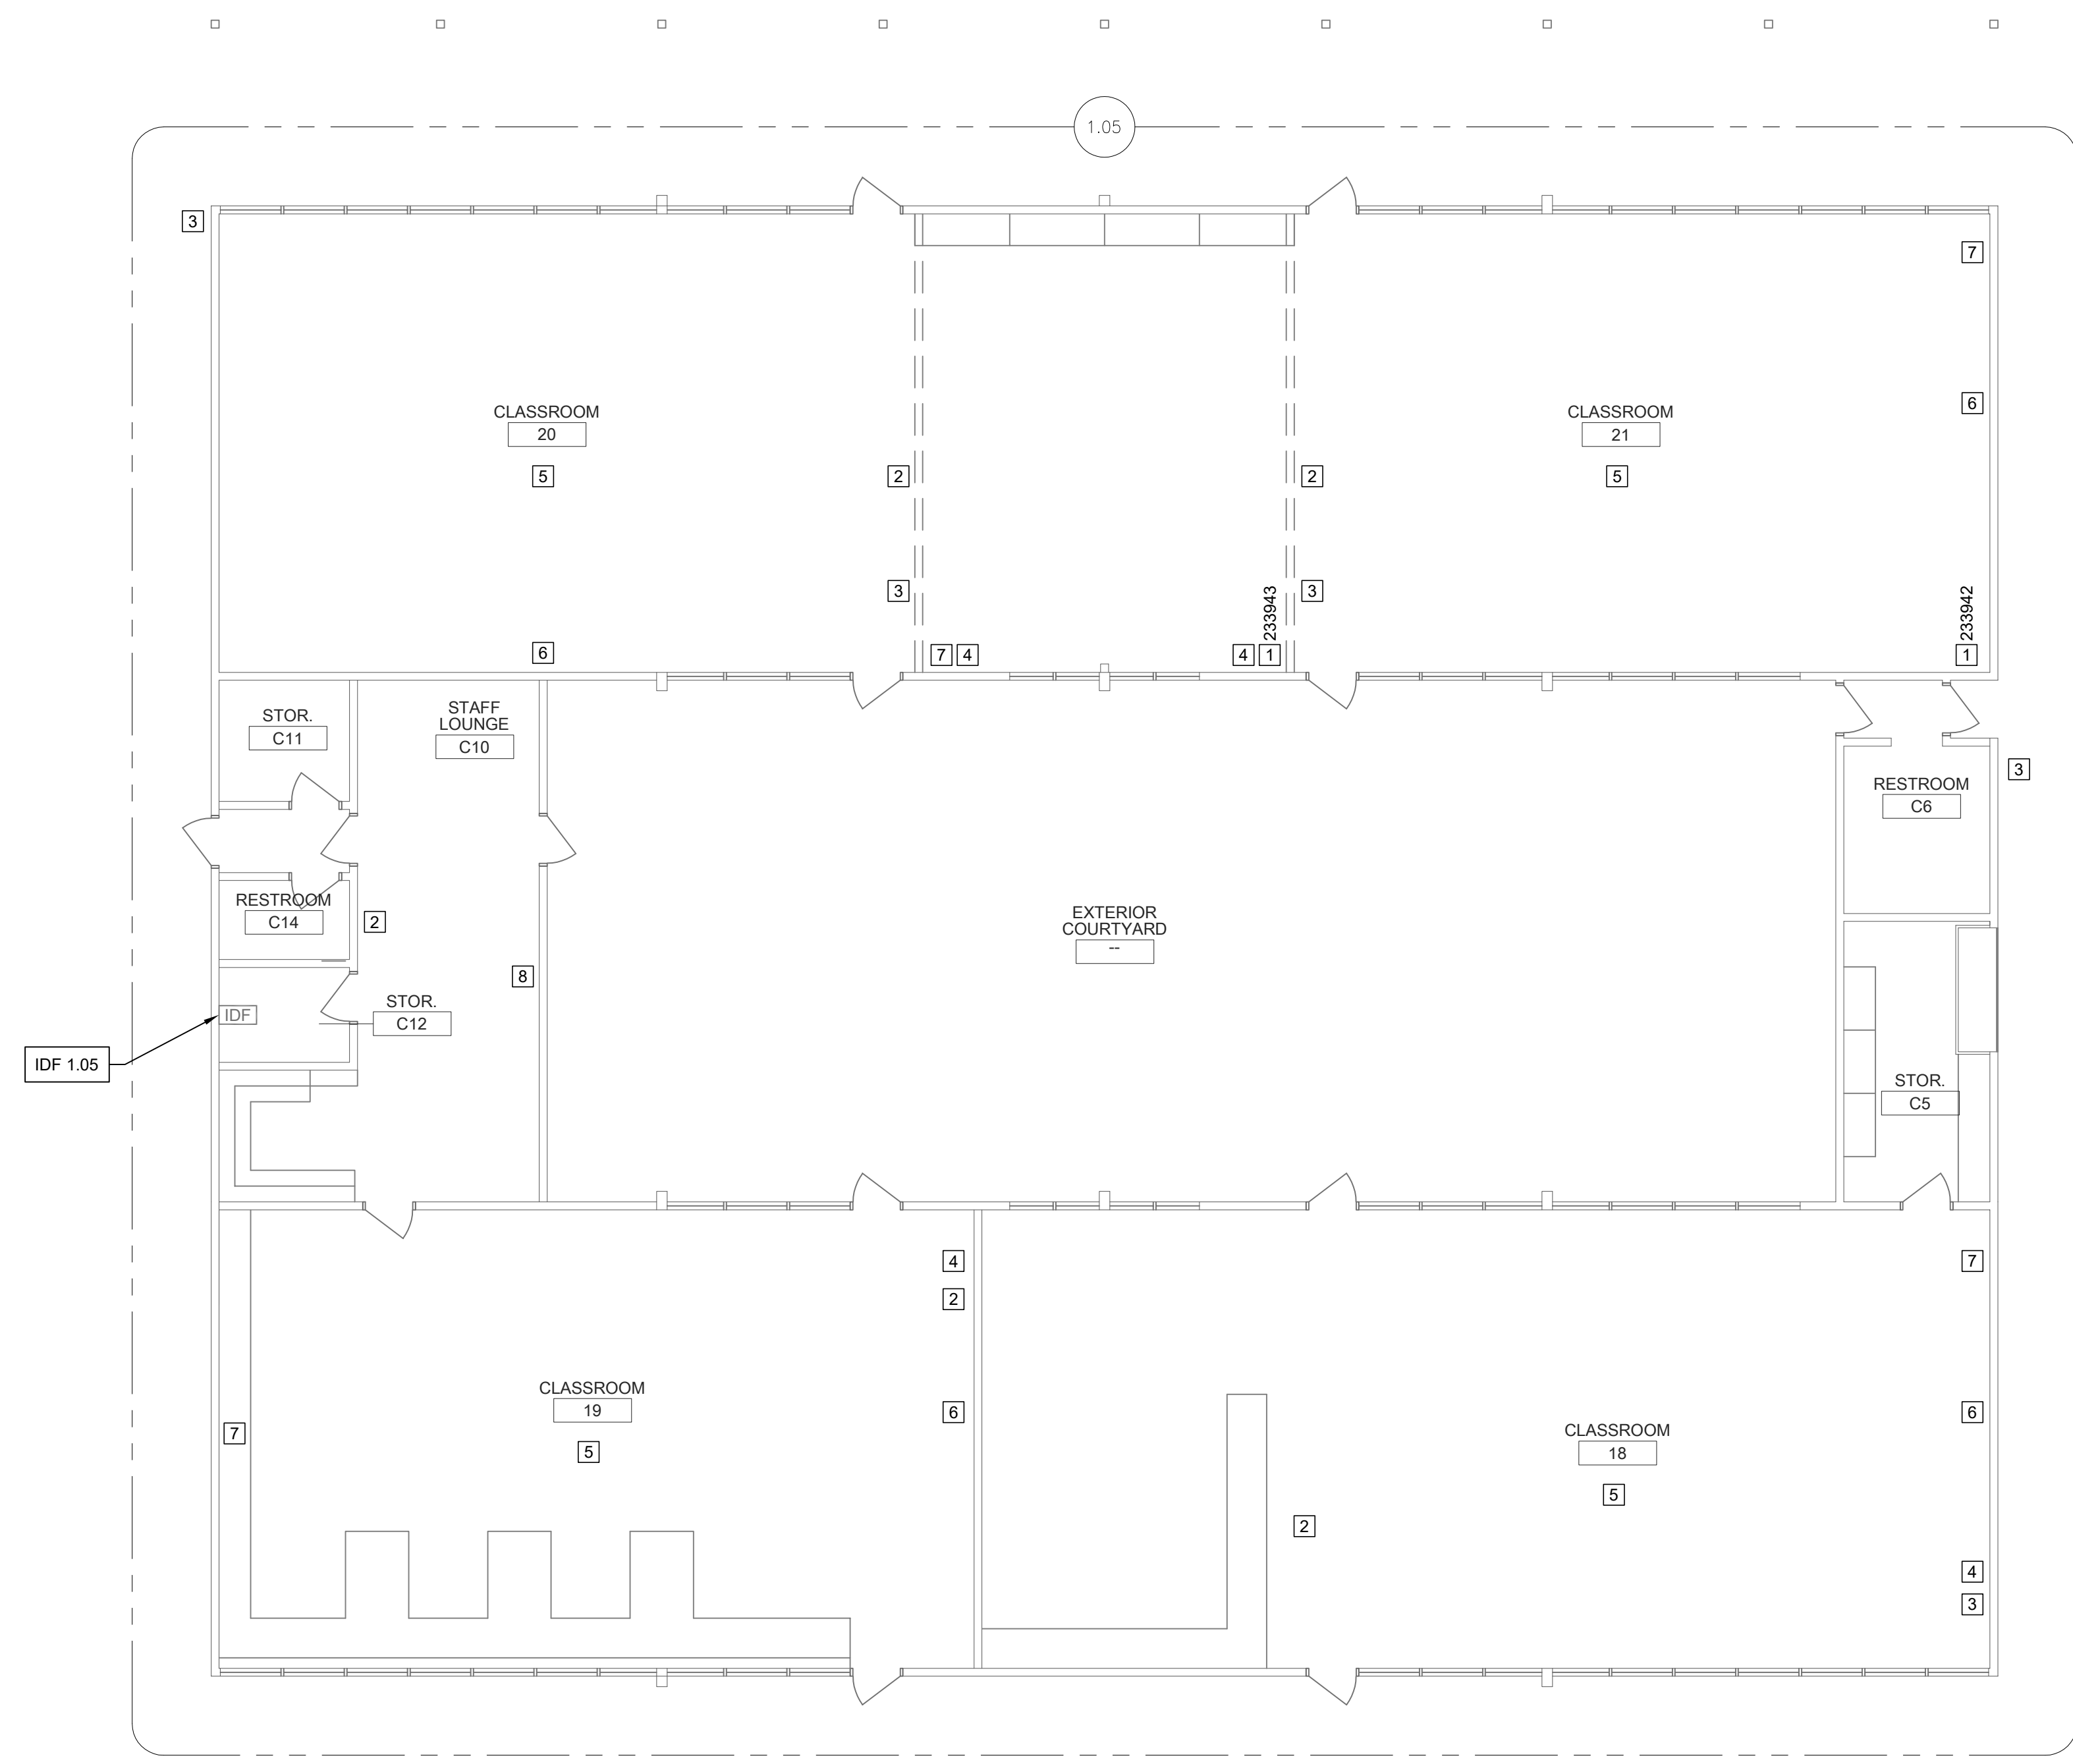 1.05
3
7
CLASSROOM
20
CLASSROOM
21
6
5
2
2
5
3
3
233943
233942
6
7
4
4
1
1
STOR.
C11
STAFF
LOUNGE
C10
3
RESTROOM
C6
RESTROOM
C14
2
EXTERIOR
COURTYARD
--
8
IDF
STOR.
C12
IDF 1.05
STOR.
C5
4
7
2
CLASSROOM
19
6
6
7
5
CLASSROOM
18
5
2
4
3